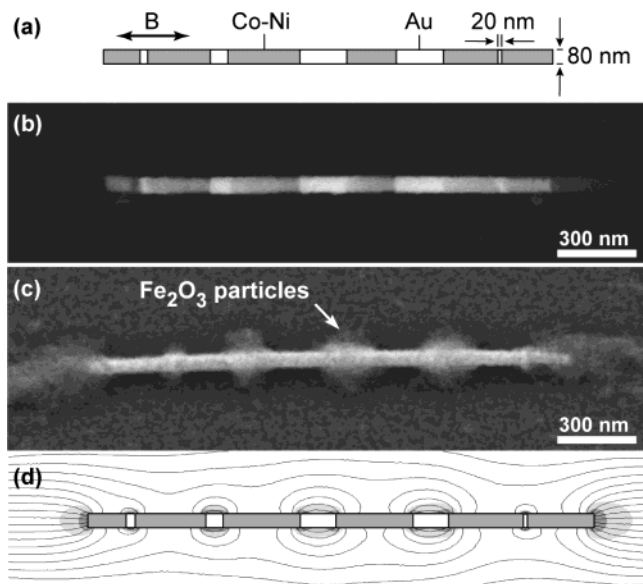 (a)
B
Co-Ni
Au
20 nm
80 nm
(b)
300 nm
(c)
Fe₂O₃ particles
300 nm
(d)